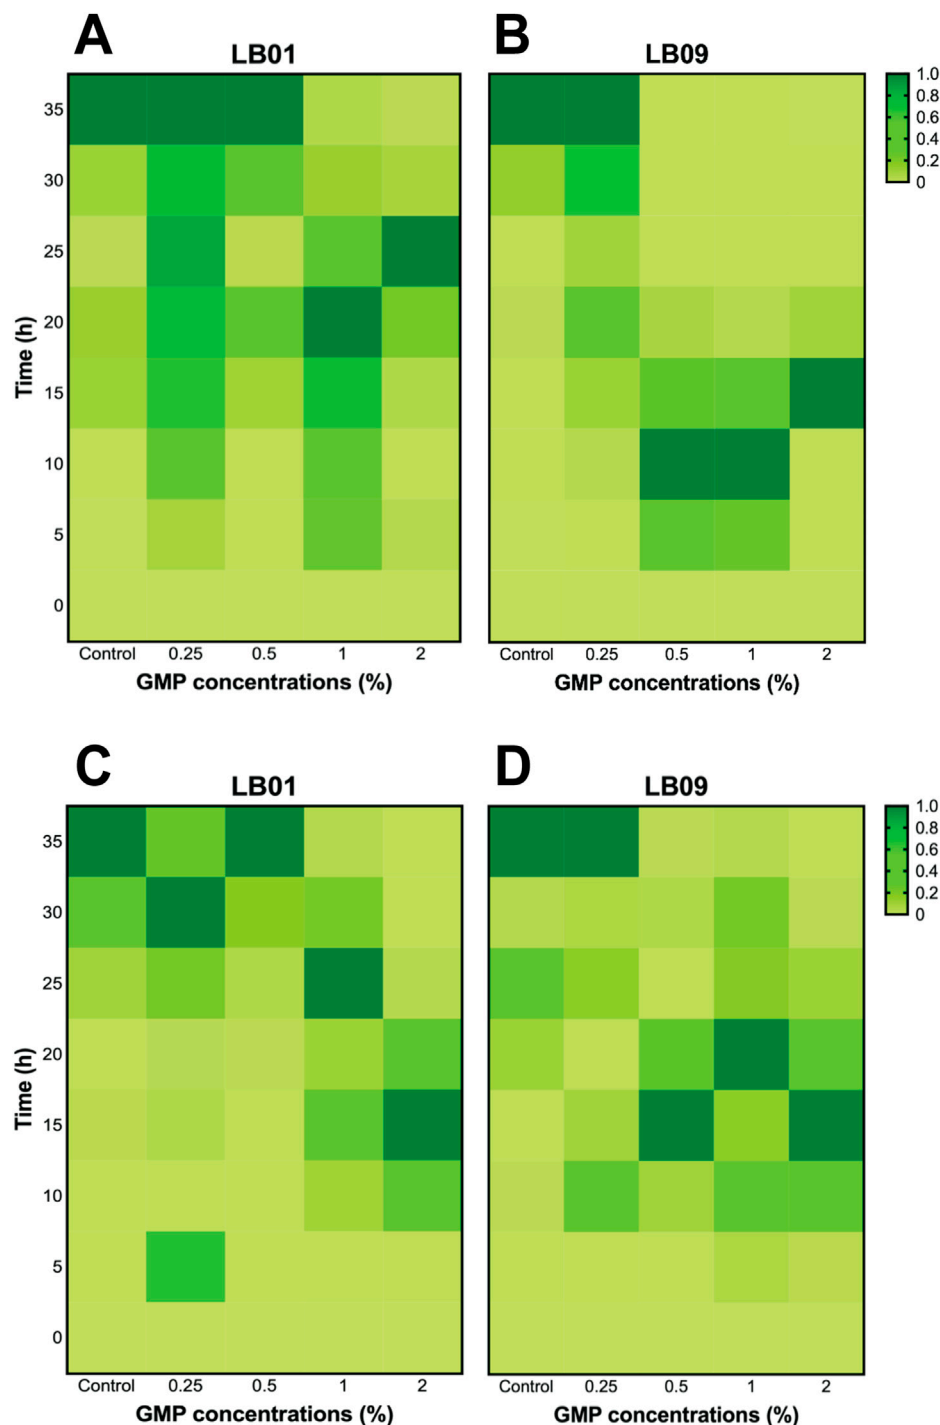 A
B
LB01
LB09
Time (h)
35
30
25
20
15
10
5
0
1.0
0.8
0.6
0.4
0.2
0
Control 0.25 0.5 1 2
Control 0.25 0.5 1 2
GMP concentrations (%)
GMP concentrations (%)
C
D
LB01
LB09
Time (h)
35
30
25
20
15
10
5
0
1.0
0.8
0.6
0.4
0.2
0
Control 0.25 0.5 1 2
Control 0.25 0.5 1 2
GMP concentrations (%)
GMP concentrations (%)